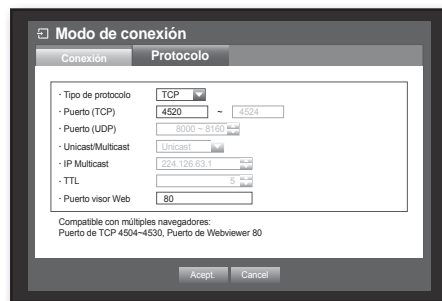 Modo de conexión
Conexión Protocolo
· Tipo de protocolo TCP
· Puerto (TCP) 4520 ~ 4524
· Puerto (UDP) 8000 ~ 8160
· Unicast/Multicast Unicast
· IP Multicast 224.126.63.1
· TTL 5
· Puerto visor Web 80
Compatible con múltiples navegadores:
Puerto de TCP 4504~4530, Puerto de Webviewer 80
Acept. Cancel